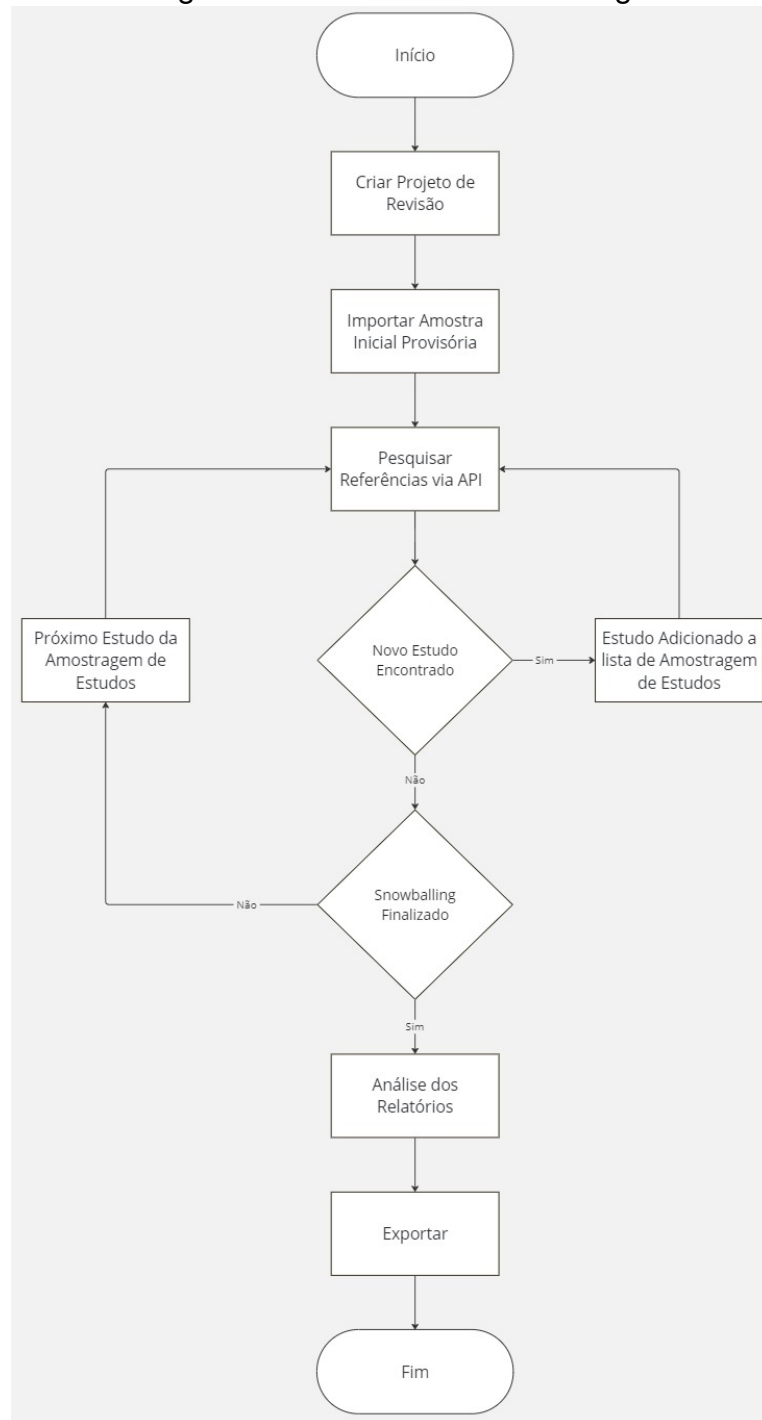 Início
Criar Projeto de
Revisão
Importar Amostra
Inicial Provisória
Pesquisar
Referências via API
Próximo Estudo da
Amostragem de
Estudos
Novo Estudo
Encontrado
Sim
Estudo Adicionado a
lista de Amostragem
de Estudos
Não
Snowballing
Finalizado
Não
Sim
Análise dos
Relatórios
Exportar
Fim